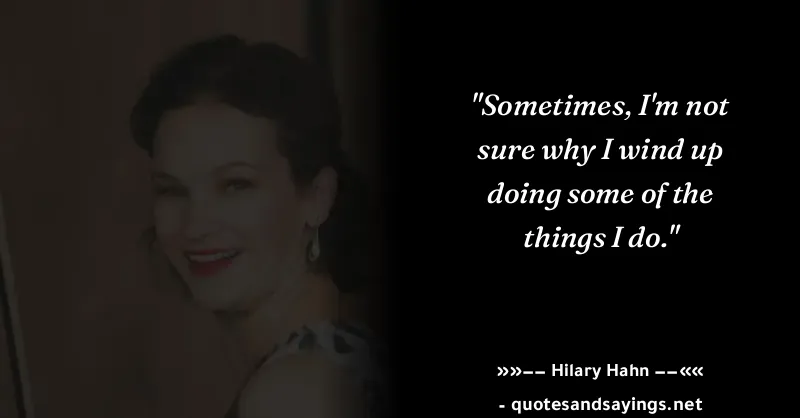 "Sometimes, I'm not
sure why I wind up
doing some of the
things I do."
»»–– Hilary Hahn ––««
- quotesandsayings.net